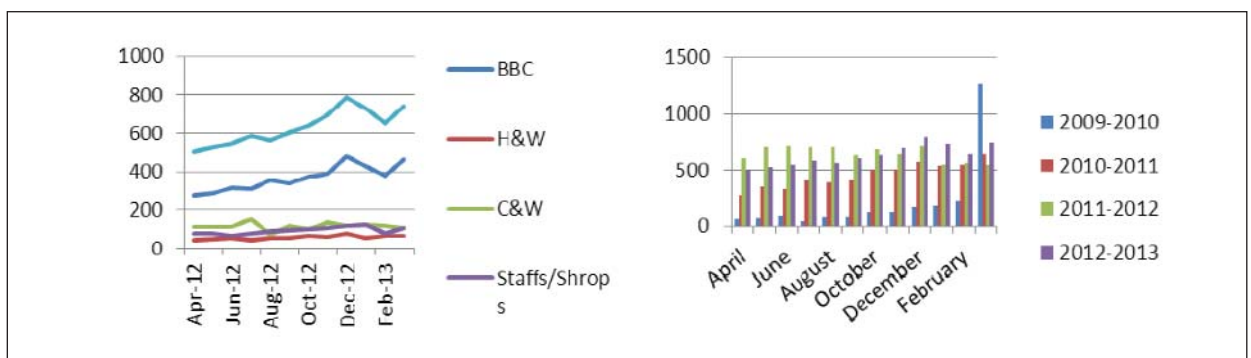 1000
800
600
400
200
0
Apr-12
Jun-12
Aug-12
Oct-12
Dec-12
Feb-13
BBC
H&W
C&W
Staffs/Shrop
s
1500
1000
500
0
April
June
August
October
December
February
2009-2010
2010-2011
2011-2012
2012-2013